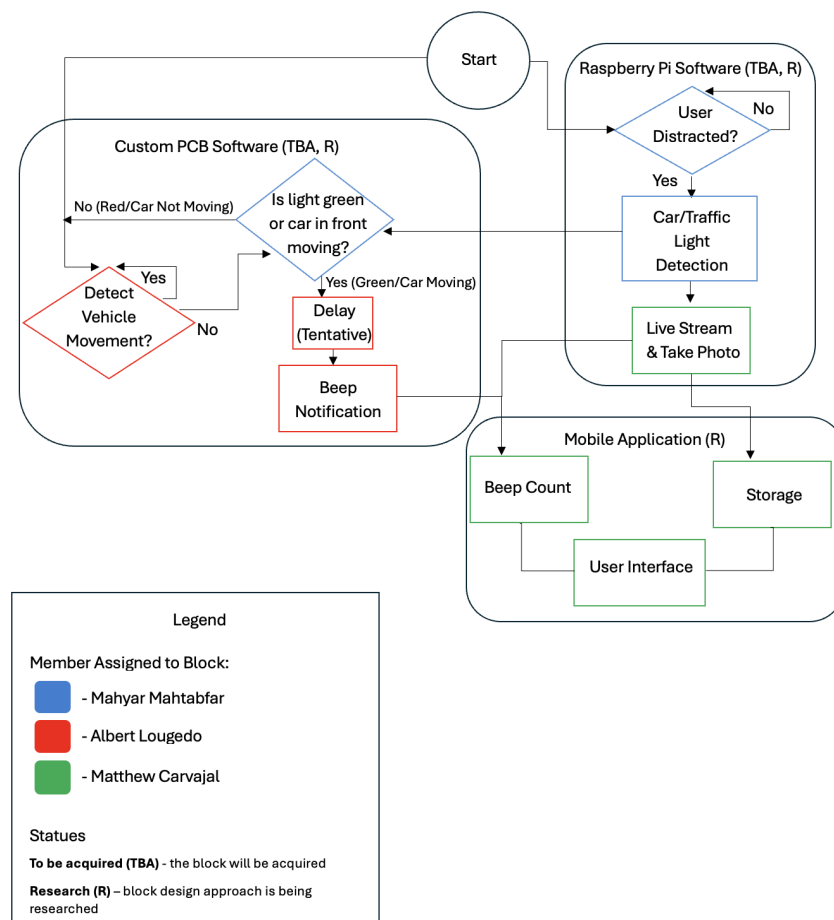 Start
Raspberry Pi Software (TBA, R)
User
Distracted?
No
Yes
Car/Traffic
Light
Detection
Live Stream
& Take Photo
Custom PCB Software (TBA, R)
Is light green
or car in front
moving?
No (Red/Car Not Moving)
Yes (Green/Car Moving)
Yes
Detect
Vehicle
Movement?
No
Delay
(Tentative)
Beep
Notification
Mobile Application (R)
Beep Count
Storage
User Interface
Legend
Member Assigned to Block:
- Mahyar Mahtabfar
- Albert Lougedo
- Matthew Carvajal
Statues
To be acquired (TBA) - the block will be acquired
Research (R) – block design approach is being
researched